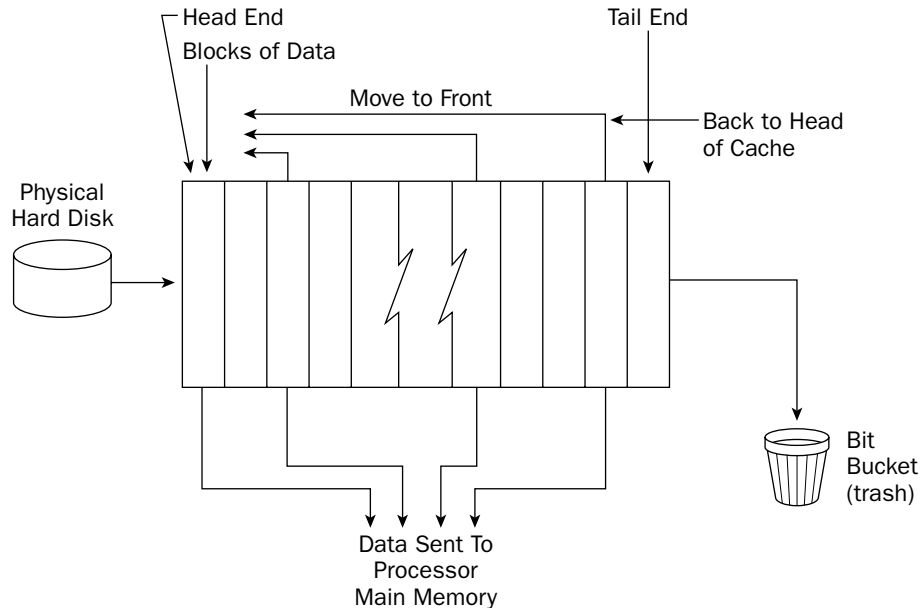 Head End
Tail End
Blocks of Data
Move to Front
Back to Head
of Cache
Physical
Hard Disk
Bit
Bucket
(trash)
Data Sent To
Processor
Main Memory